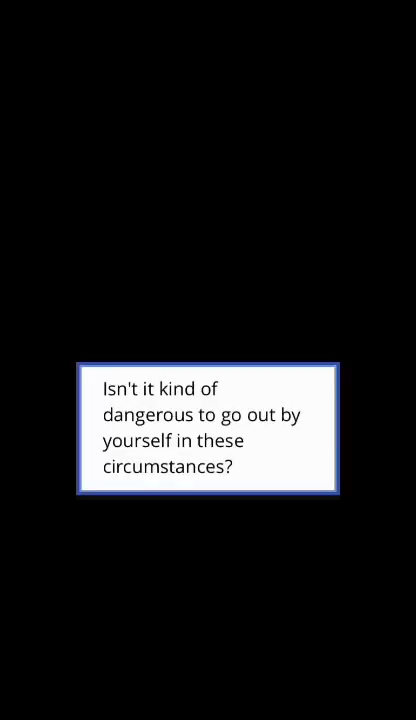 Isn't it kind of
dangerous to go out by
yourself in these
circumstances?